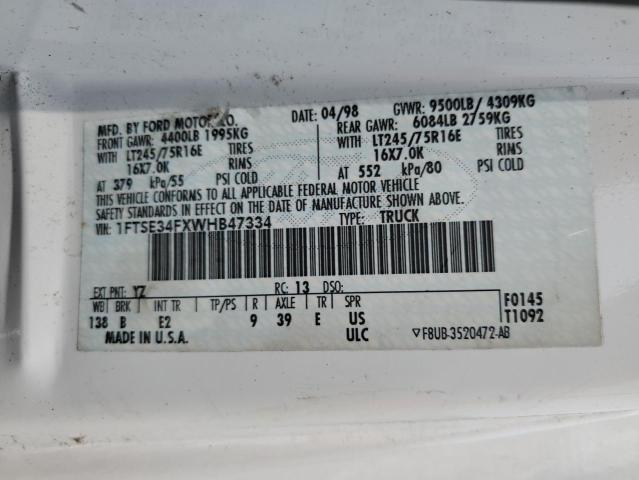 MFD. BY FORD MOTOR CO. DATE: 04/98 GVWR: 9500LB/ 4309KG
FRONT GAWR: 4400LB 1995KG REAR GAWR: 6084LB 2759KG
WITH LT245/75R16E TIRES WITH LT245/75R16E TIRES
16X7.0K RIMS 16X7.0K RIMS
AT 379 kPa/55 PSI COLD AT 552 kPa/80 PSI COLD
THIS VEHICLE CONFORMS TO ALL APPLICABLE FEDERAL MOTOR VEHICLE
SAFETY STANDARDS IN EFFECT ON THE DATE OF MANUFACTURE SHOWN ABOVE.
VIN: 1FTSE34FXWHB47334 TYPE: TRUCK
EXT PNT: YZ RC: 13 DSO:
WB BRK INT TR TP/PS R AXLE TR SPR F0145
138 B E2 9 39 E US T1092
MADE IN U.S.A. ULC ▽F8UB-3520472-AB